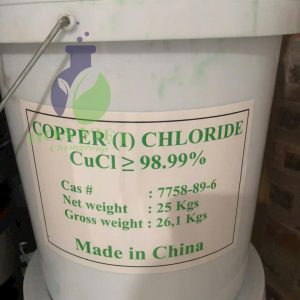 COPPER (I) CHLORIDE
CuCl ≥ 98.99%
Cas # : 7758-89-6
Net weight : 25 Kgs
Gross weight : 26,1 Kgs
Made in China